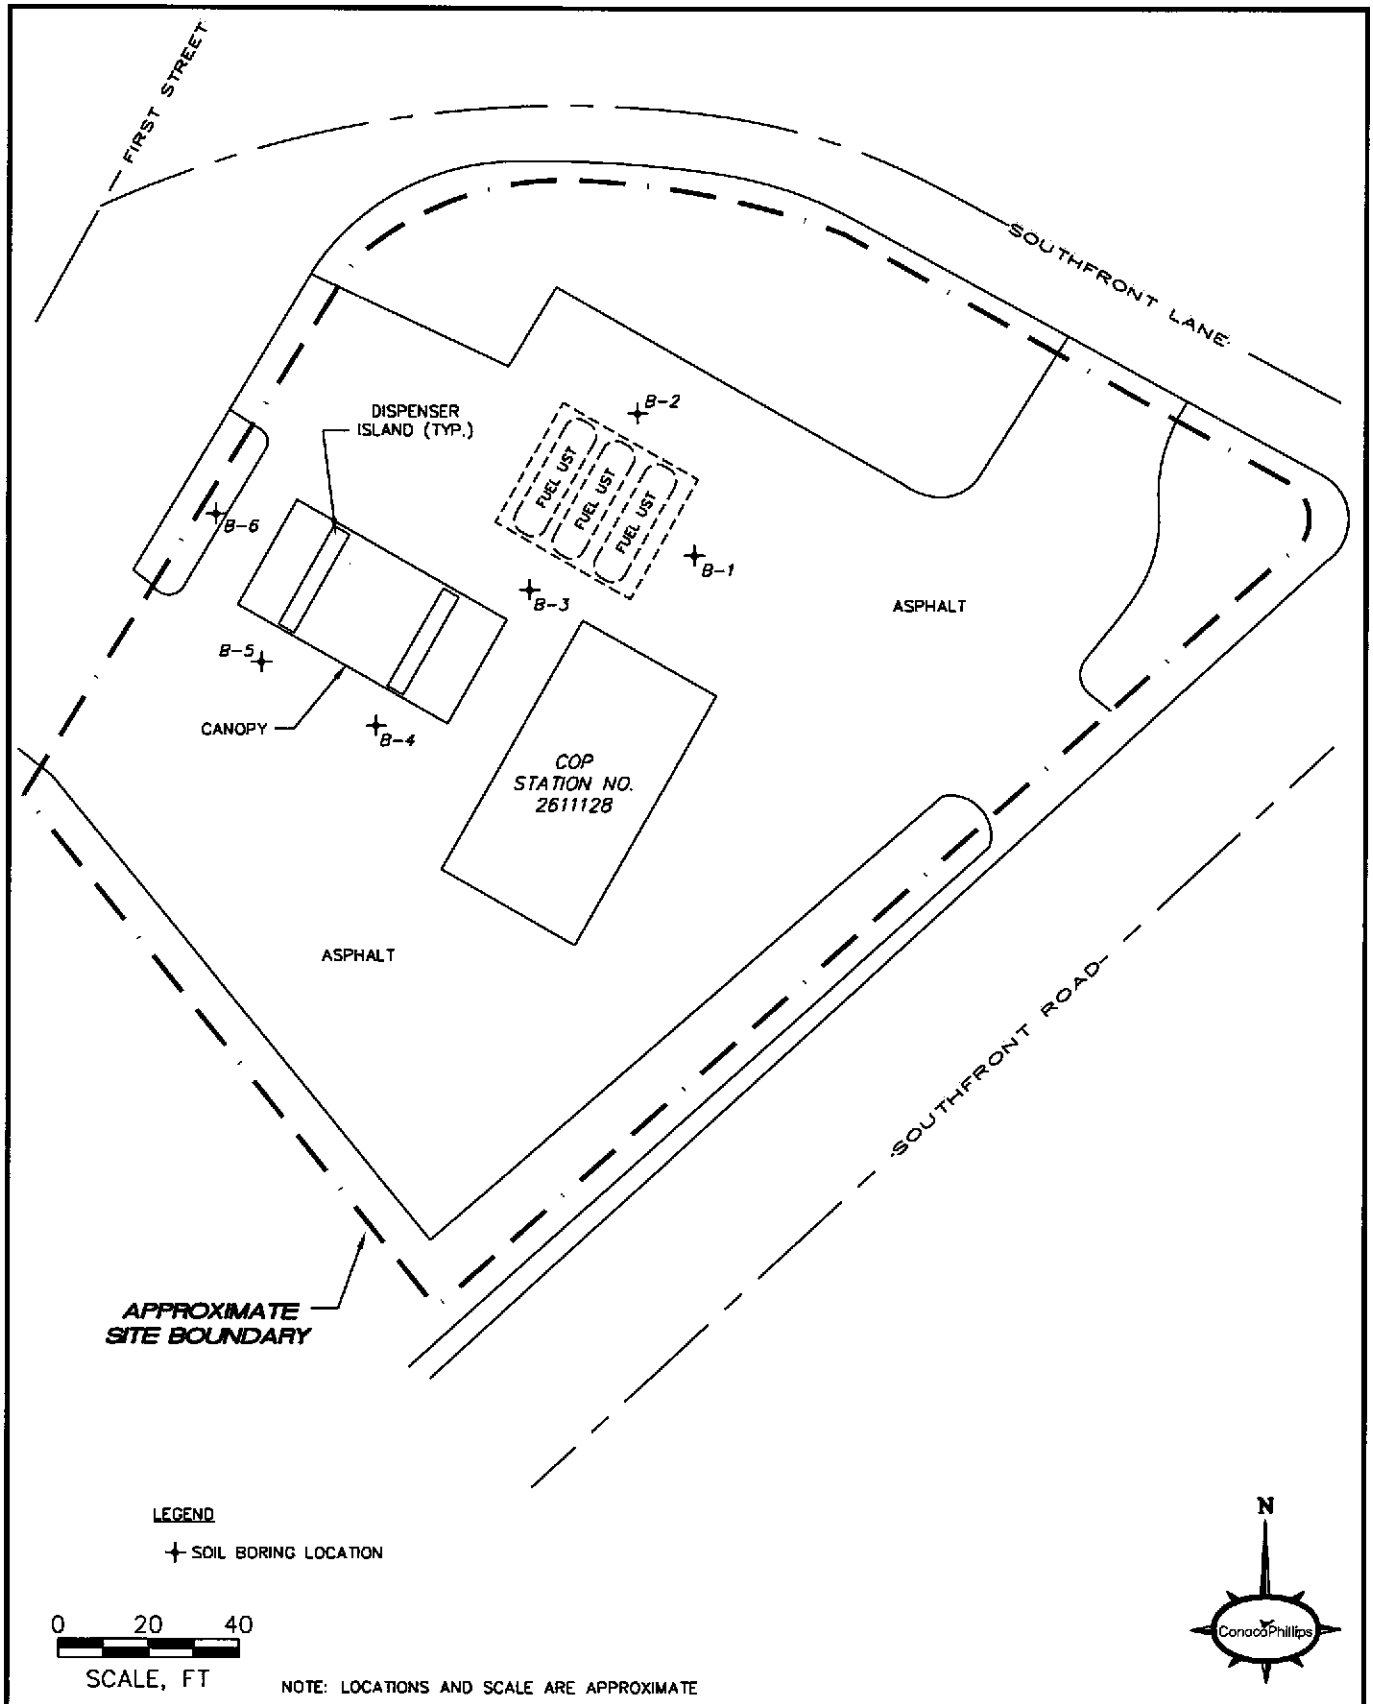 FIRST STREET
SOUTHFRONT LANE
DISPENSER
ISLAND (TYP.)
B-2
FUEL UST
FUEL UST
FUEL UST
B-6
B-1
B-3
ASPHALT
B-5
CANOPY
B-4
COP
STATION NO.
2611128
ASPHALT
SOUTHFRONT ROAD
APPROXIMATE
SITE BOUNDARY
LEGEND
SOIL BORING LOCATION
N
ConocoPhillips
0 20 40
SCALE, FT
NOTE: LOCATIONS AND SCALE ARE APPROXIMATE